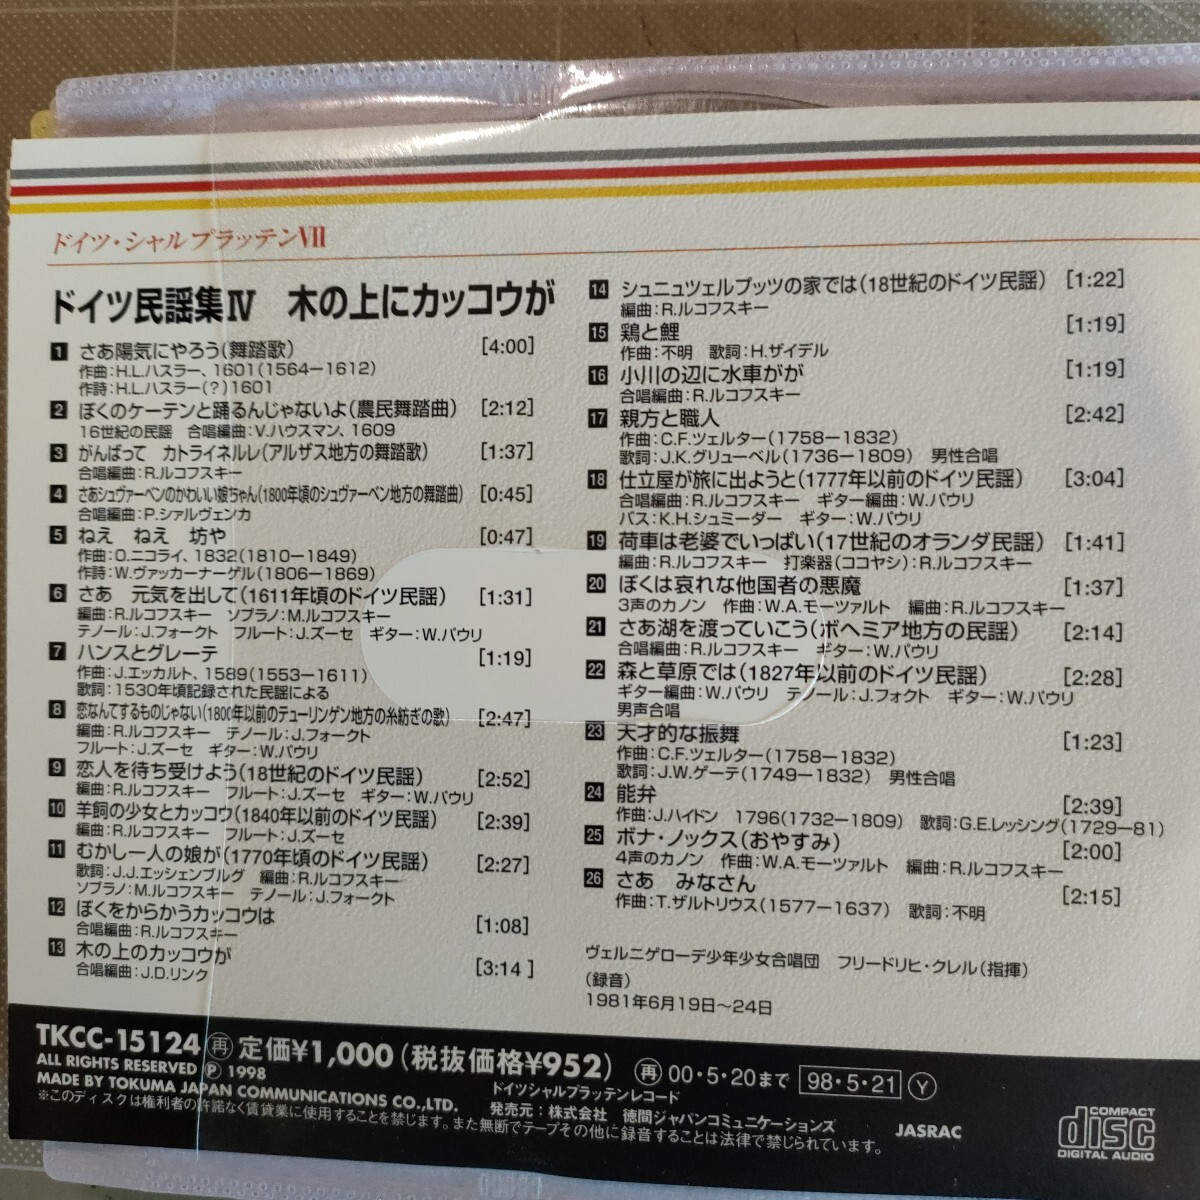 ドイツ・シャルプラッテンVII
ドイツ民謡集IV 木の上にカッコウが
1 さあ陽気にやろう(舞踏歌) [4:00]
作曲:H.L.ハスラー、1601(1564−1612)
作詩:H.L.ハスラー(?)1601
2 ぼくのケーテンと踊るんじゃないよ(農民舞踏曲) [2:12]
16世紀の民謡 合唱編曲:V.ハウスマン、1609
3 がんばって カトライネルレ(アルザス地方の舞踏歌) [1:37]
合唱編曲:R.ルコフスキー
4 さあシュヴァーベンのかわいい娘ちゃん(1800年頃のシュヴァーベン地方の舞踏曲) [0:45]
合唱編曲:P.シァルヴェンカ
5 ねえ ねえ 坊や [0:47]
作曲:O.ニコライ、1832(1810−1849)
作詩:W.ヴァッカーナーゲル(1806−1869)
6 さあ 元気を出して(1611年頃のドイツ民謡) [1:31]
編曲:R.ルコフスキー ソプラノ:M.ルコフスキー
テノール:J.フォークト フルート:J.ズーセ ギター:W.パウリ
7 ハンスとグレーテ [1:19]
作曲:J.エッカルト、1589(1553−1611)
歌詞:1530年頃記録された民謡による
8 恋なんてするものじゃない(1800年以前のテューリンゲン地方の糸紡ぎの歌) [2:47]
編曲:R.ルコフスキー テノール:J.フォークト
フルート:J.ズーセ ギター:W.パウリ
9 恋人を待ち受けよう(18世紀のドイツ民謡) [2:52]
編曲:R.ルコフスキー フルート:J.ズーセ ギター:W.パウリ
10 羊飼の少女とカッコウ(1840年以前のドイツ民謡) [2:39]
編曲:R.ルコフスキー フルート:J.ズーセ
11 むかし一人の娘が(1770年頃のドイツ民謡) [2:27]
歌詞:J.J.エッシェンブルグ 編曲:R.ルコフスキー
ソプラノ:M.ルコフスキー テノール:J.フォークト
12 ぼくをからかうカッコウは [1:08]
合唱編曲:R.ルコフスキー
13 木の上のカッコウが [3:14]
合唱編曲:J.D.リンク
14 シュニュツェルプッツの家では(18世紀のドイツ民謡) [1:22]
編曲:R.ルコフスキー
15 鶏と鯉 [1:19]
作曲:不明 歌詞:H.ザイデル
16 小川の辺に水車がが [1:19]
合唱編曲:R.ルコフスキー
17 親方と職人 [2:42]
作曲:C.F.ツェルター(1758−1832)
歌詞:J.K.グリューベル(1736−1809) 男性合唱
18 仕立屋が旅に出ようと(1777年以前のドイツ民謡) [3:04]
合唱編曲:R.ルコフスキー ギター編曲:W.パウリ
バス:K.H.シュミーダー ギター:W.パウリ
19 荷車は老婆でいっぱい(17世紀のオランダ民謡) [1:41]
編曲:R.ルコフスキー 打楽器(ココヤシ):R.ルコフスキー
20 ぼくは哀れな他国者の悪魔 [1:37]
3声のカノン 作曲:W.A.モーツァルト 編曲:R.ルコフスキー
21 さあ湖を渡っていこう(ボヘミア地方の民謡) [2:14]
編曲:R.ルコフスキー ギター:W.パウリ
22 森と草原では(1827年以前のドイツ民謡) [2:28]
ギター編曲:W.パウリ テノール:J.フォクト ギター:W.パウリ
男声合唱
23 天才的な振舞 [1:23]
作曲:C.F.ツェルター(1758−1832)
歌詞:J.W.ゲーテ(1749−1832) 男性合唱
24 能弁 [2:39]
作曲:J.ハイドン 1796(1732−1809) 歌詞:G.E.レッシング(1729−81)
25 ボナ・ノックス(おやすみ) [2:00]
4声のカノン 作曲:W.A.モーツァルト 編曲:R.ルコフスキー
26 さあ みなさん [2:15]
作曲:T.ザルトリウス(1577−1637) 歌詞:不明
ヴェルニゲローデ少年少女合唱団 フリードリヒ・クレル(指揮)
(録音)
1981年6月19日〜24日
TKCC-15124 再 定価¥1,000(税抜価格¥952) 再 00・5・20まで 98・5・21 Y
ALL RIGHTS RESERVED Ⓟ 1998
MADE BY TOKUMA JAPAN COMMUNICATIONS CO.,LTD.
ドイツシャルプラッテンレコード
発売元:株式会社 徳間ジャパンコミュニケーションズ
※このディスクは権利者の許諾なく賃貸業に使用することを禁じます。また無断でテープその他に録音することは法律で禁じられています。
JASRAC
COMPACT
disc
DIGITAL AUDIO